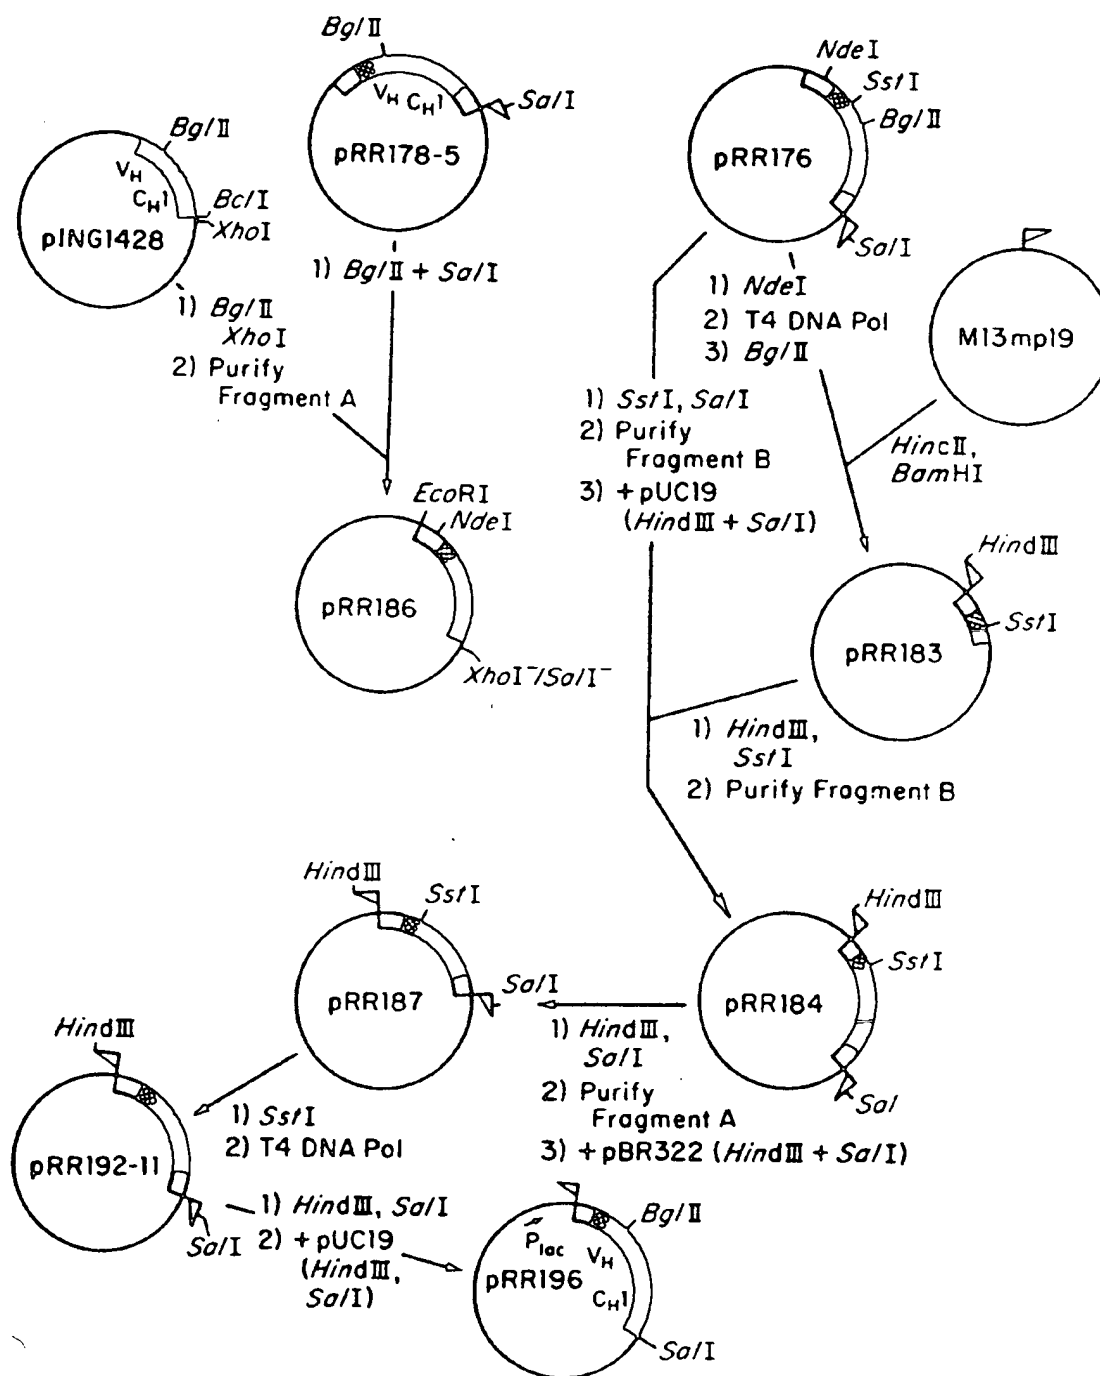 BglII
VH CH1
SalI
pRR178-5
BglII
VH
CH1
BclI
XhoI
pING1428
1) BglII
XhoI
2) Purify
Fragment A
1) BglII + SalI
EcoRI
NdeI
pRR186
XhoI-/SalI-
NdeI
SstI
BglII
pRR176
SalI
1) NdeI
2) T4 DNA Pol
3) BglII
M13mp19
HincII,
BamHI
1) SstI, SalI
2) Purify
Fragment B
3) +pUC19
(HindIII + SalI)
HindIII
SstI
pRR183
1) HindIII,
SstI
2) Purify Fragment B
HindIII
SstI
pRR184
Sal
1) HindIII,
SalI
2) Purify
Fragment A
3) +pBR322 (HindIII + SalI)
HindIII
SstI
pRR187
SalI
1) SstI
2) T4 DNA Pol
HindIII
pRR192-11
SalI
1) HindIII, SalI
2) +pUC19
(HindIII,
SalI)
BglII
Plac
VH
pRR196
CH1
SalI